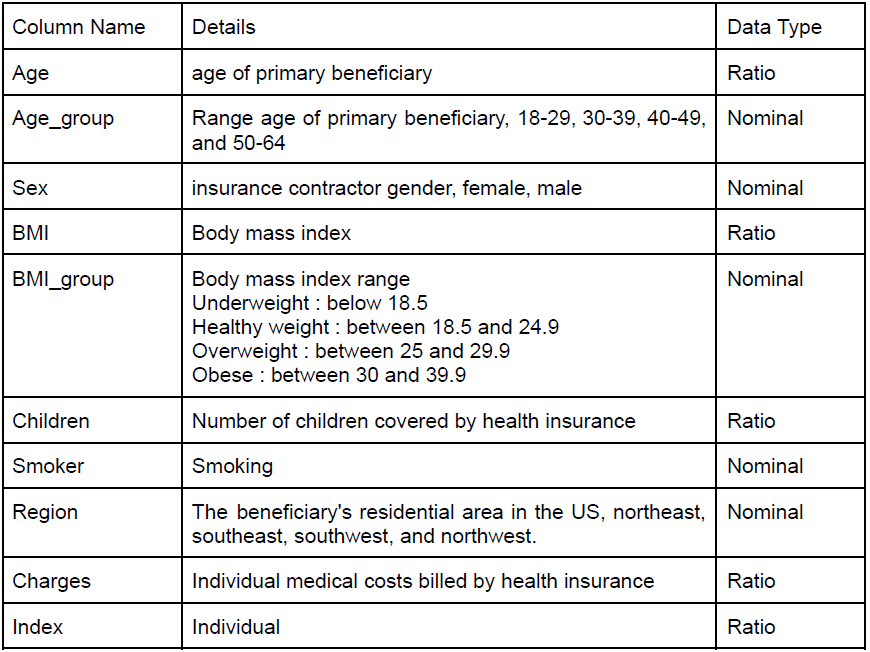 Column Name Details Data Type
Age age of primary beneficiary Ratio
Age_group Range age of primary beneficiary, 18-29, 30-39, 40-49, Nominal
and 50-64
Sex insurance contractor gender, female, male Nominal
BMI Body mass index Ratio
BMI_group Body mass index range Nominal
Underweight : below 18.5
Healthy weight : between 18.5 and 24.9
Overweight : between 25 and 29.9
Obese : between 30 and 39.9
Children Number of children covered by health insurance Ratio
Smoker Smoking Nominal
Region The beneficiary's residential area in the US, northeast, Nominal
southeast, southwest, and northwest.
Charges Individual medical costs billed by health insurance Ratio
Index Individual Ratio